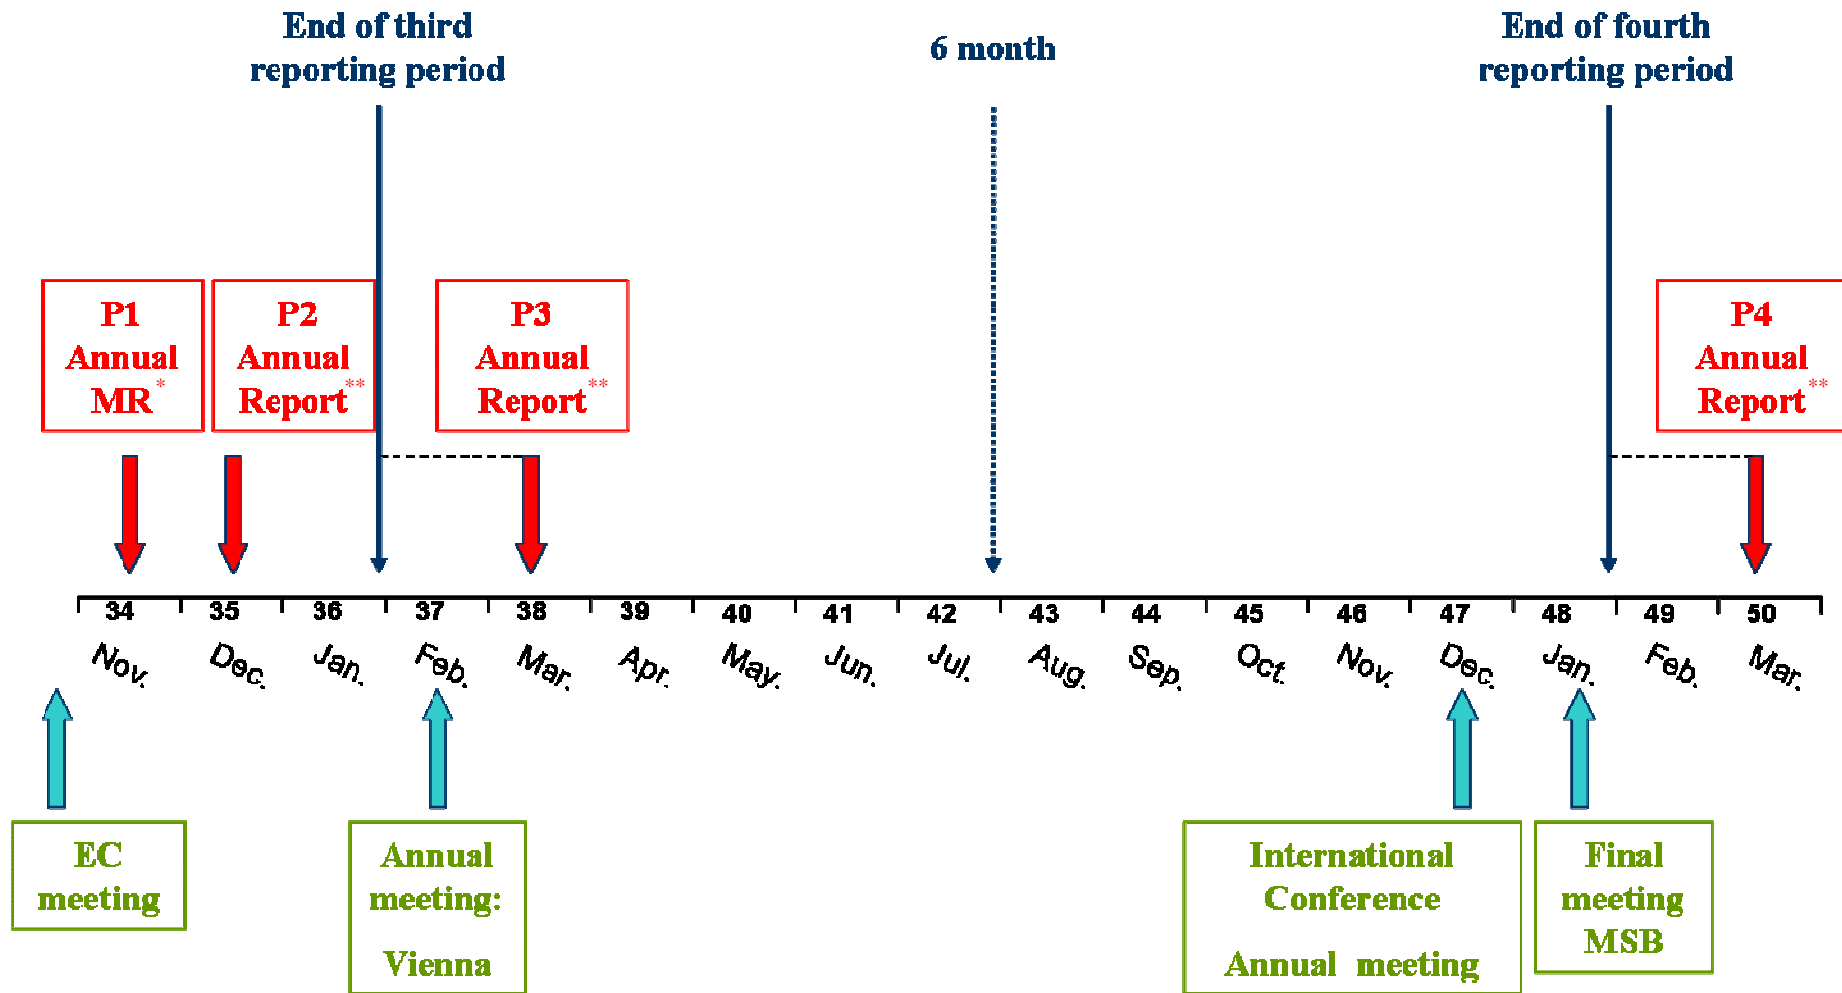 End of third
reporting period
6 month
End of fourth
reporting period
P1
Annual
MR*
P2
Annual
Report**
P3
Annual
Report**
P4
Annual
Report**
34 35 36 37 38 39 40 41 42 43 44 45 46 47 48 49 50
Nov. Dec. Jan. Feb. Mar. Apr. May. Jun. Jul. Aug. Sep. Oct. Nov. Dec. Jan. Feb. Mar.
EC
meeting
Annual
meeting:
Vienna
International
Conference
Annual meeting
Final
meeting
MSB